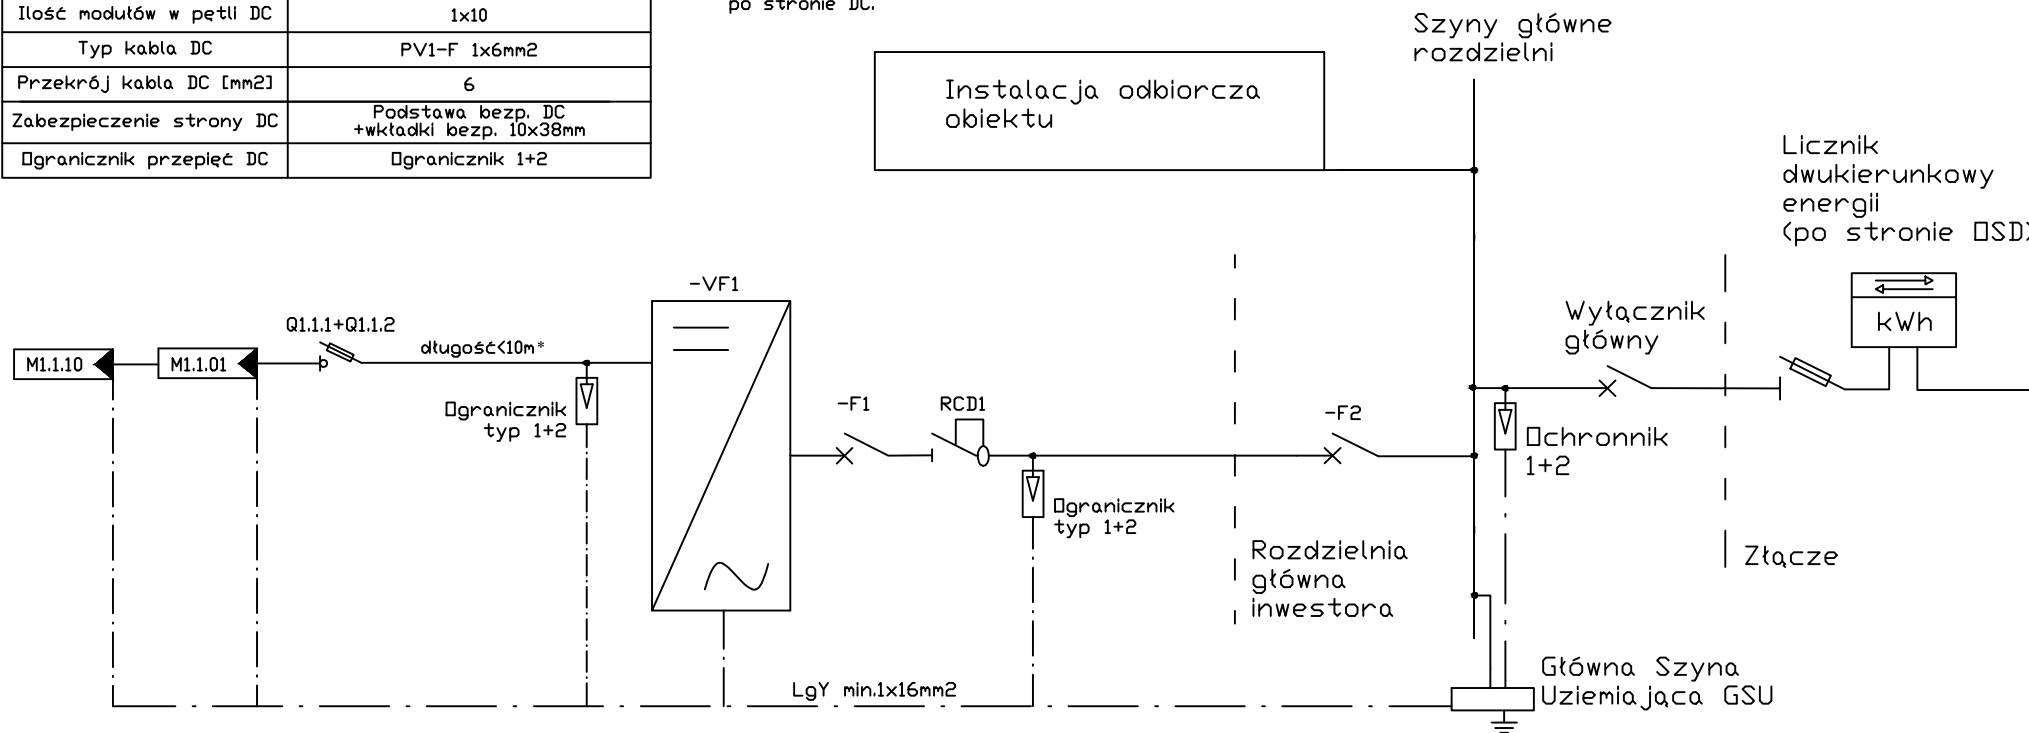 Ilość modułów w pętli DC
1x10
Typ kabla DC
PV1-F 1x6mm2
Przekrój kabla DC [mm2]
6
Zabezpieczenie strony DC
Podstawa bezp. DC
+wkładki bezp. 10x38mm
Ogranicznik przepięć DC
Ogranicznik 1+2
po stronie DC.
Instalacja odbiorcza
obiektu
Szyny główne
rozdzielni
Licznik
dwukierunkowy
energii
(po stronie OSD)
kWh
Wyłącznik
główny
-VF1
Q1.1.1+Q1.1.2
długość<10m*
M1.1.10
M1.1.01
Ogranicznik
typ 1+2
-F1
RCD1
-F2
Ochronnik
1+2
Ogranicznik
typ 1+2
Rozdzielnia
główna
inwestora
Złącze
LgY min.1x16mm2
Główna Szyna
Uziemiająca GSU